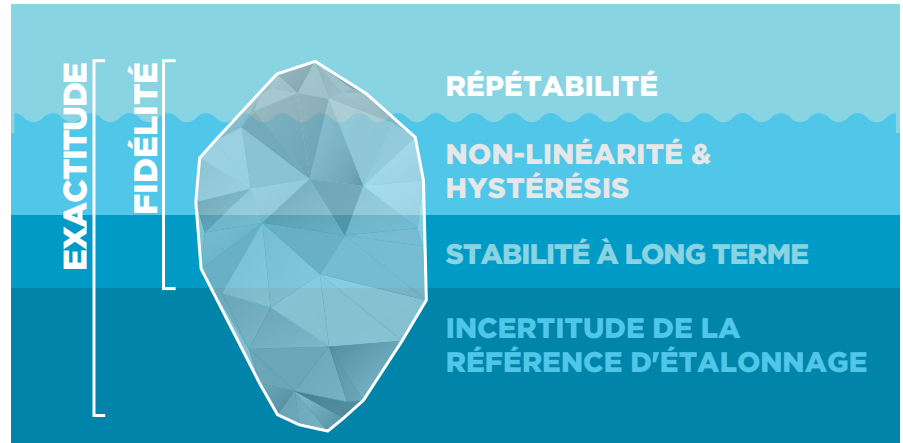 EXACTITUDE
FIDÉLITÉ
RÉPÉTABILITÉ
NON-LINÉARITÉ &
HYSTÉRÉSIS
STABILITÉ À LONG TERME
INCERTITUDE DE LA
RÉFÉRENCE D'ÉTALONNAGE